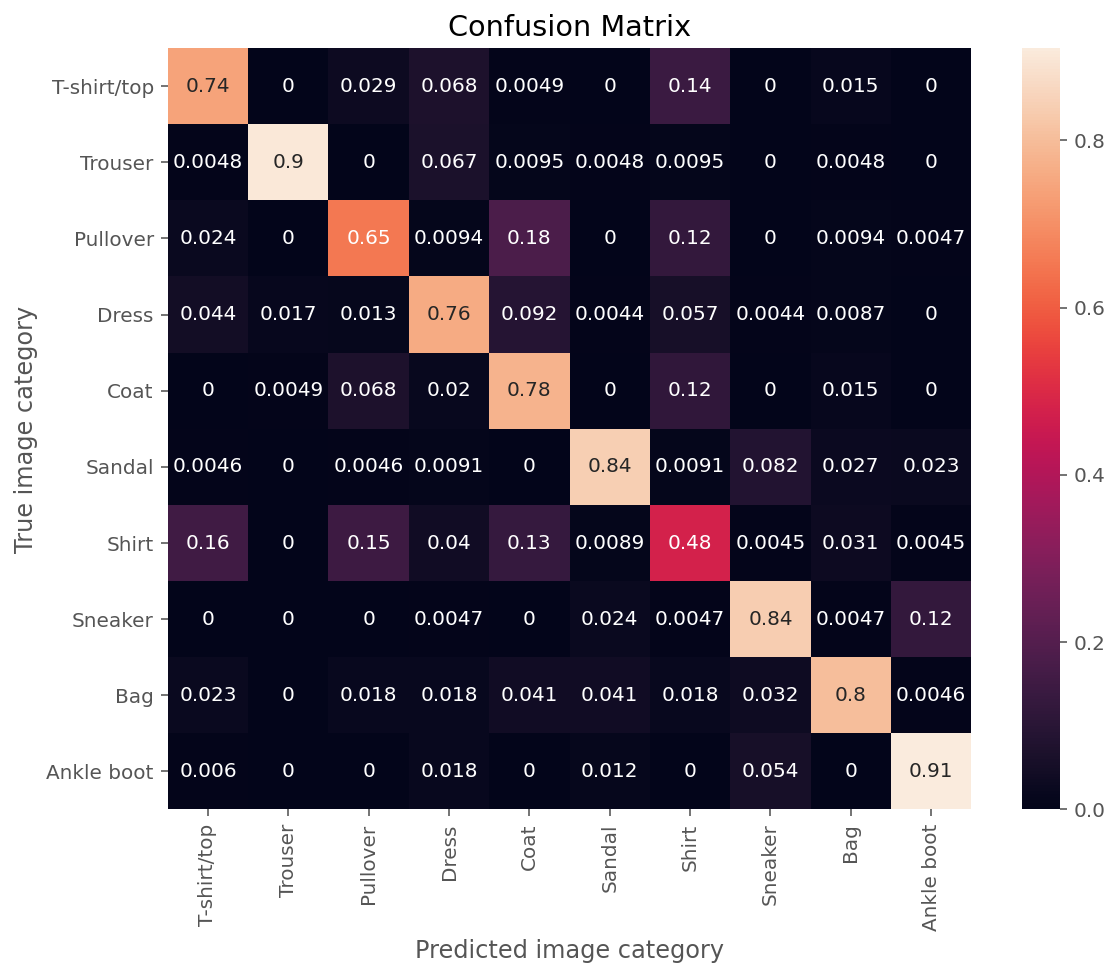 Confusion Matrix
T-shirt/top 0.74 0 0.029 0.068 0.0049 0 0.14 0 0.015 0
Trouser 0.0048 0.9 0 0.067 0.0095 0.0048 0.0095 0 0.0048 0
Pullover 0.024 0 0.65 0.0094 0.18 0 0.12 0 0.0094 0.0047
Dress 0.044 0.017 0.013 0.76 0.092 0.0044 0.057 0.0044 0.0087 0
Coat 0 0.0049 0.068 0.02 0.78 0 0.12 0 0.015 0
Sandal 0.0046 0 0.0046 0.0091 0 0.84 0.0091 0.082 0.027 0.023
Shirt 0.16 0 0.15 0.04 0.13 0.0089 0.48 0.0045 0.031 0.0045
Sneaker 0 0 0 0.0047 0 0.024 0.0047 0.84 0.0047 0.12
Bag 0.023 0 0.018 0.018 0.041 0.041 0.018 0.032 0.8 0.0046
Ankle boot 0.006 0 0 0.018 0 0.012 0 0.054 0 0.91
T-shirt/top Trouser Pullover Dress Coat Sandal Shirt Sneaker Bag Ankle boot
Predicted image category
True image category
0.8
0.6
0.4
0.2
0.0